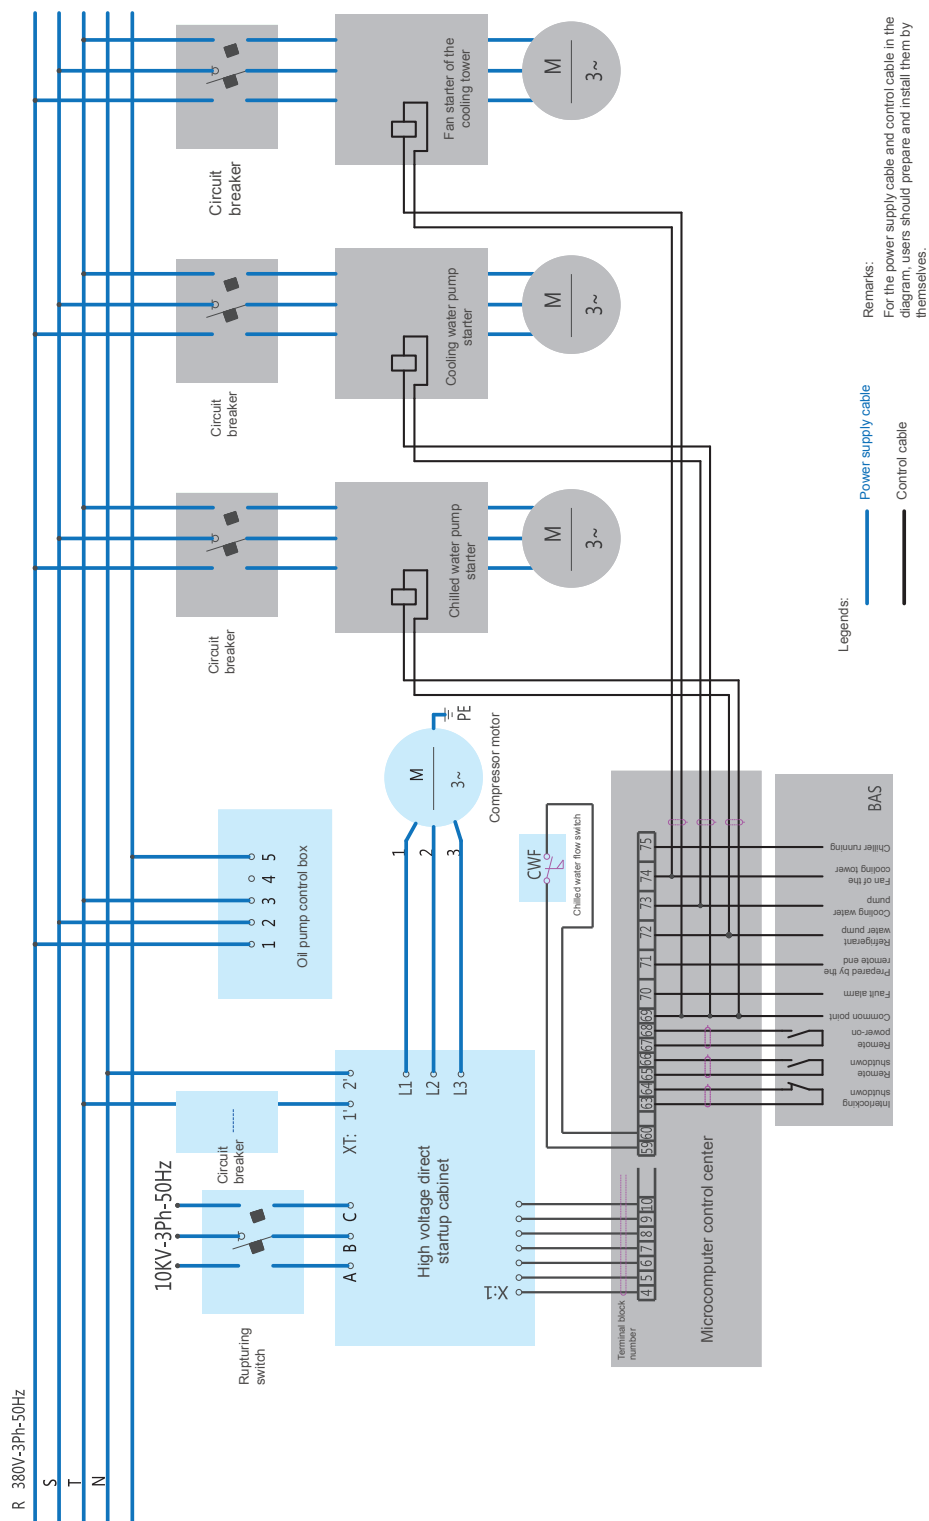 R 380V-3Ph-50Hz
S
T
N
10KV-3Ph-50Hz
Rupturing
switch
Circuit
breaker
A
B
C
XT:
1'
2'
High voltage direct
startup cabinet
L1
L2
L3
X:1
Oil pump control box
1
2
3
4
5
1
2
3
M
3~
PE
Compressor motor
Circuit
breaker
Chilled water pump
starter
M
3~
Circuit
breaker
Cooling water pump
starter
M
3~
Circuit
breaker
Fan starter of the
cooling tower
M
3~
CWF
Chilled water flow switch
Terminal block
number
4
5
6
7
8
9
10
59
60
63
64
65
66
67
68
69
70
71
72
73
74
75
Microcomputer control center
Interlocking
shutdown
Remote
shutdown
Remote
power-on
Common point
Fault alarm
Prepared by the
remote end
Refrigerant
water pump
Cooling water
pump
Fan of the
cooling tower
Chiller running
BAS
Legends:
Power supply cable
Control cable
Remarks:
For the power supply cable and control cable in the
diagram, users should prepare and install them by
themselves.